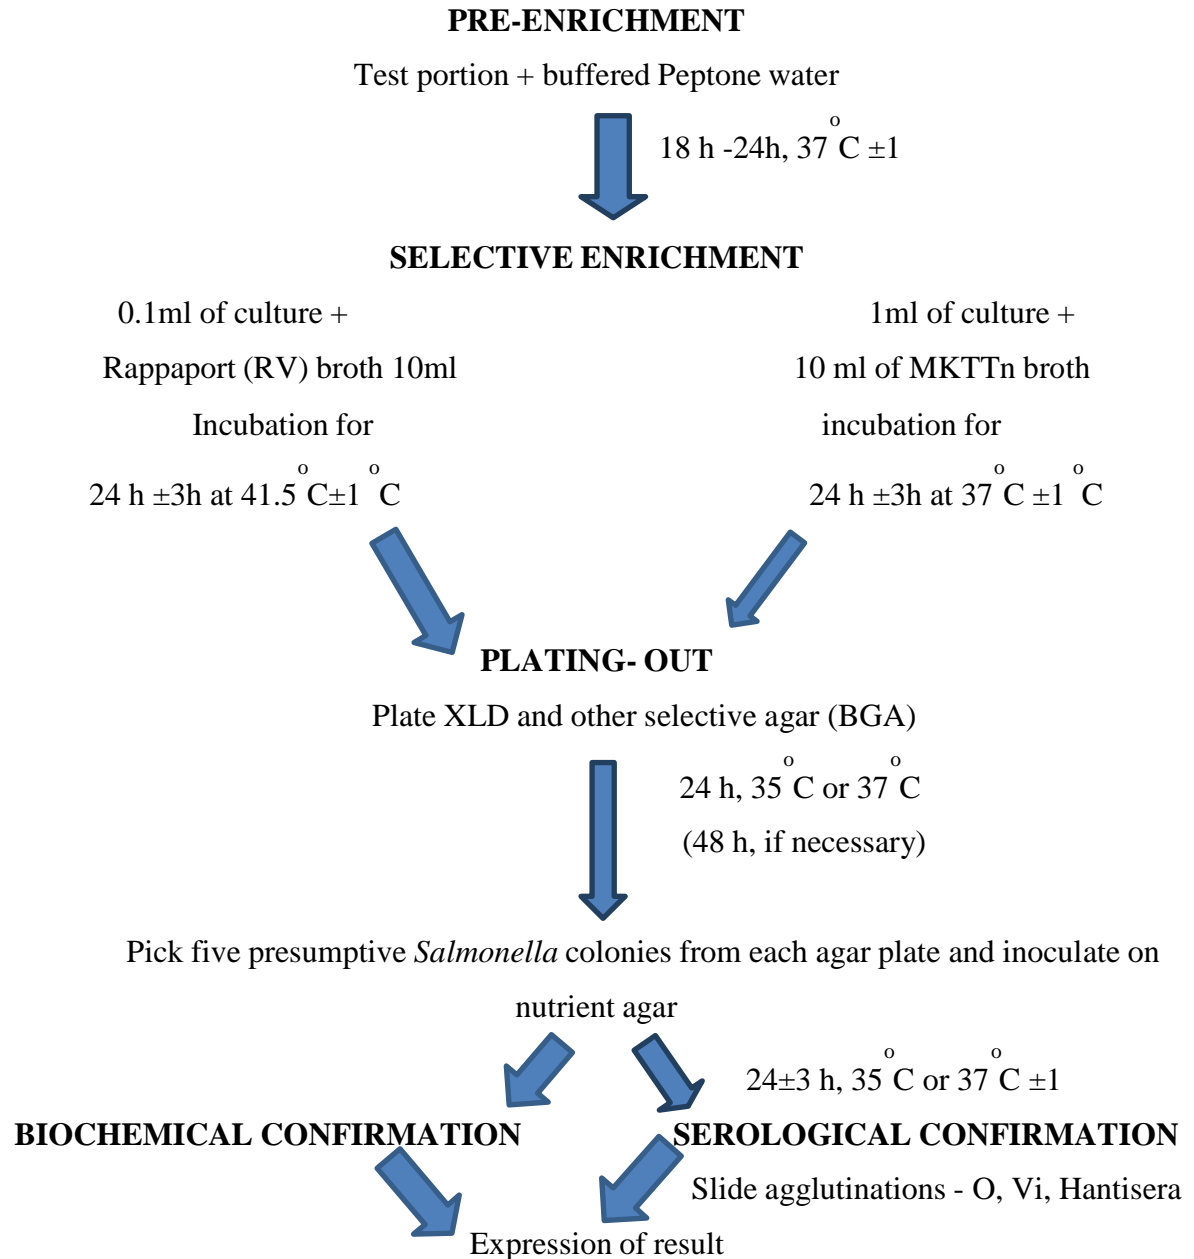 PRE-ENRICHMENT
Test portion + buffered Peptone water
18 h -24h, 37°C ±1
SELECTIVE ENRICHMENT
0.1ml of culture +
Rappaport (RV) broth 10ml
Incubation for
24 h ±3h at 41.5°C±1 °C
1ml of culture +
10 ml of MKTTn broth
incubation for
24 h ±3h at 37°C ±1 °C
PLATING- OUT
Plate XLD and other selective agar (BGA)
24 h, 35°C or 37°C
(48 h, if necessary)
Pick five presumptive Salmonella colonies from each agar plate and inoculate on
nutrient agar
24±3 h, 35°C or 37°C ±1
BIOCHEMICAL CONFIRMATION
SEROLOGICAL CONFIRMATION
Slide agglutinations - O, Vi, Hantisera
Expression of result